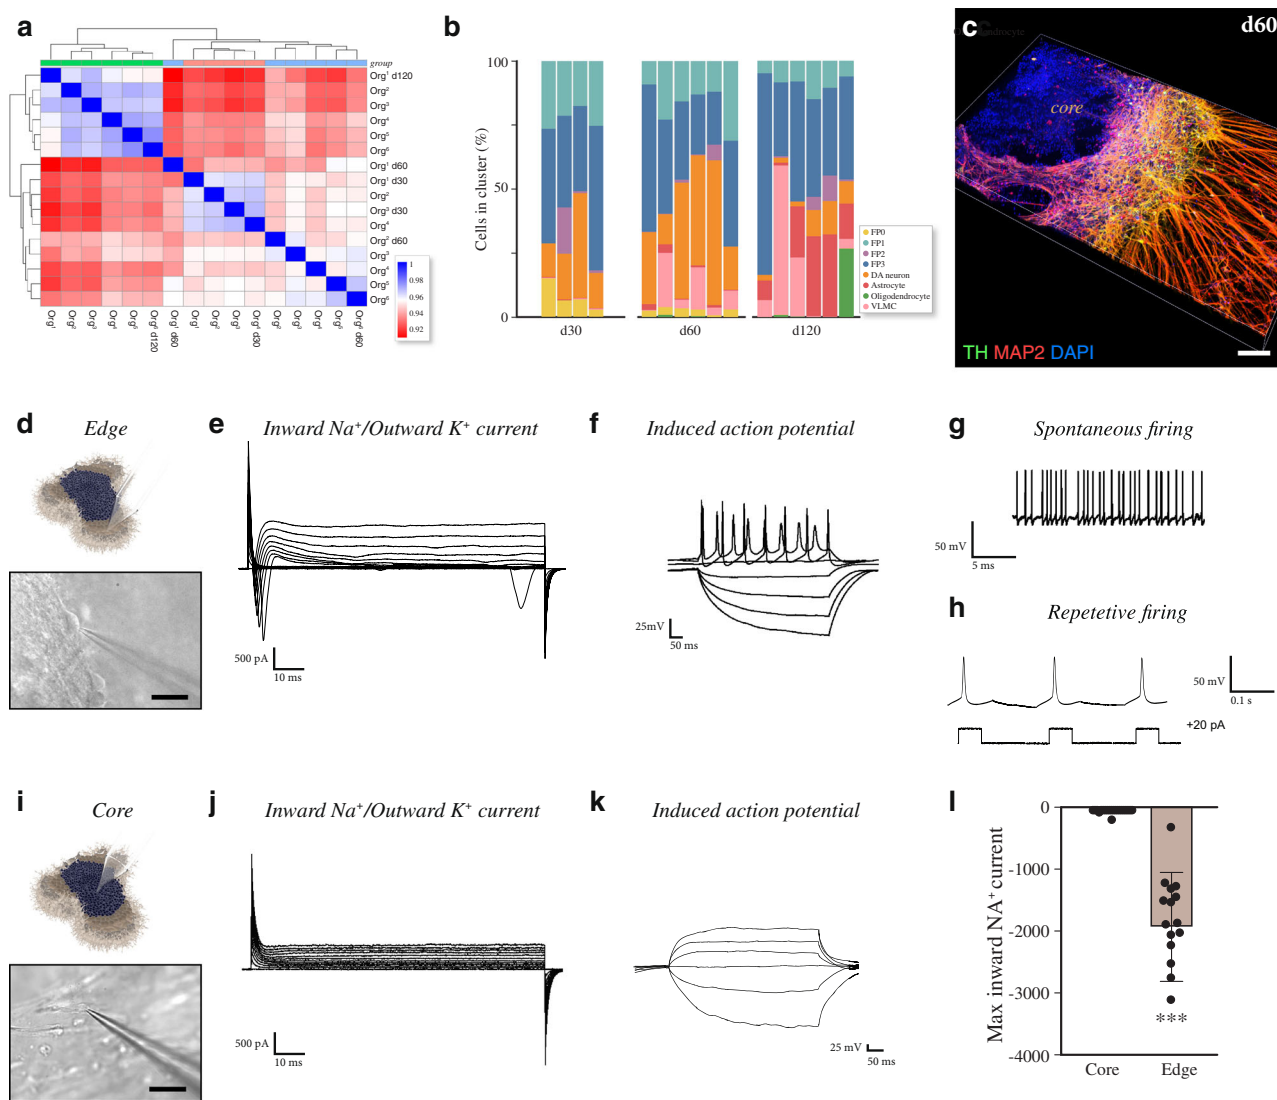 a
group
Org¹ d120
Org²
Org³
Org⁴
Org⁵
Org⁶
Org¹ d60
Org¹ d30
Org²
Org³ d30
Org⁴
Org² d60
Org³
Org⁴
Org⁵
Org⁶
1
0.98
0.96
0.94
0.92
b
Cells in cluster (%)
100
50
0
d30
d60
d120
FP0
FP1
FP2
FP3
DA neuron
Astrocyte
Oligodendrocyte
VLMC
c
d60
core
TH MAP2 DAPI
d
Edge
e
Inward Na⁺/Outward K⁺ current
500 pA
10 ms
f
Induced action potential
25mV
50 ms
g
Spontaneous firing
50 mV
5 ms
h
Repetetive firing
50 mV
0.1 s
+20 pA
i
Core
j
Inward Na⁺/Outward K⁺ current
500 pA
10 ms
k
Induced action potential
25 mV
50 ms
l
Max inward NA⁺ current
0
-1000
-2000
-3000
-4000
***
Core
Edge